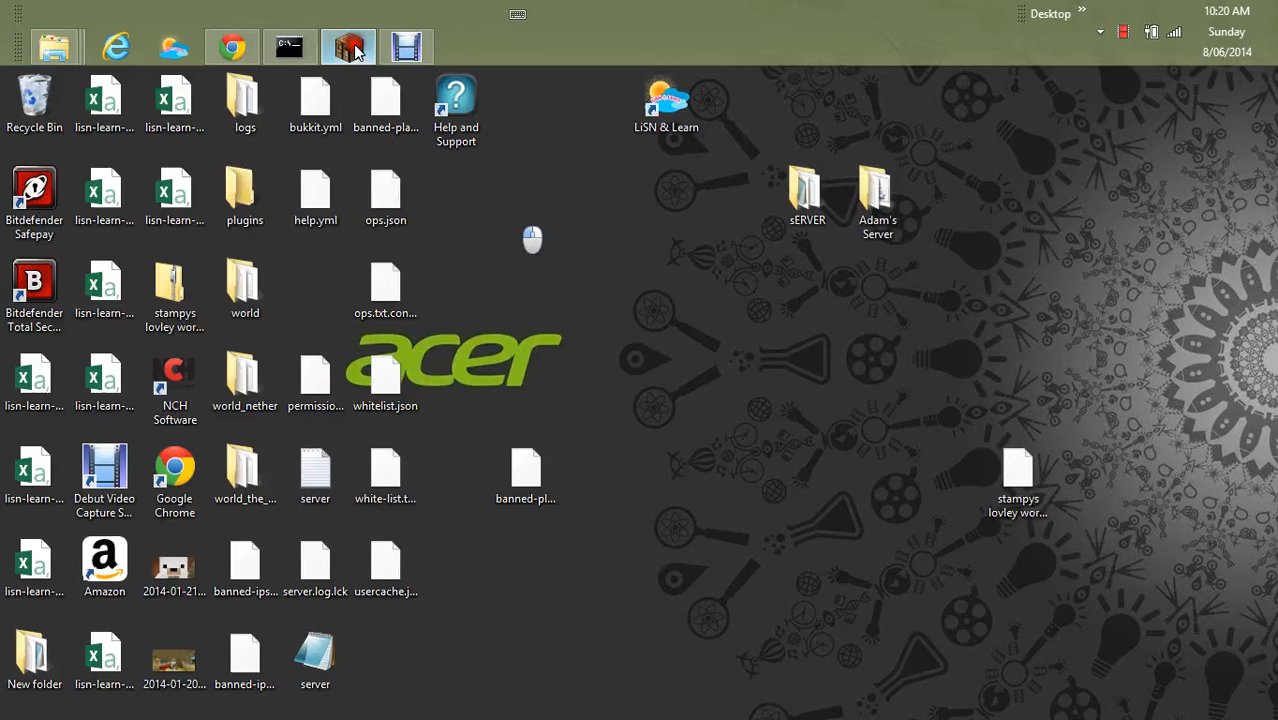 Desktop »
10:20 AM
Sunday
8/06/2014
C:\._
Recycle Bin
lisn-learn-...
lisn-learn-...
logs
bukkit.yml
banned-pla...
Help and
Support
LiSN & Learn
Bitdefender
Safepay
lisn-learn-...
lisn-learn-...
plugins
help.yml
ops.json
sERVER
Adam's
Server
Bitdefender
Total Sec...
lisn-learn-...
stampys
lovley wor...
world
ops.txt.con...
acer
lisn-learn-...
lisn-learn-...
NCH
Software
world_nether
permissio...
whitelist.json
lisn-learn-...
Debut Video
Capture S...
Google
Chrome
world_the_...
server
white-list.t...
banned-pl...
stampys
lovley wor...
lisn-learn-...
Amazon
2014-01-21...
banned-ips...
server.log.lck
usercache.j...
New folder
lisn-learn-...
2014-01-20...
banned-ip...
server